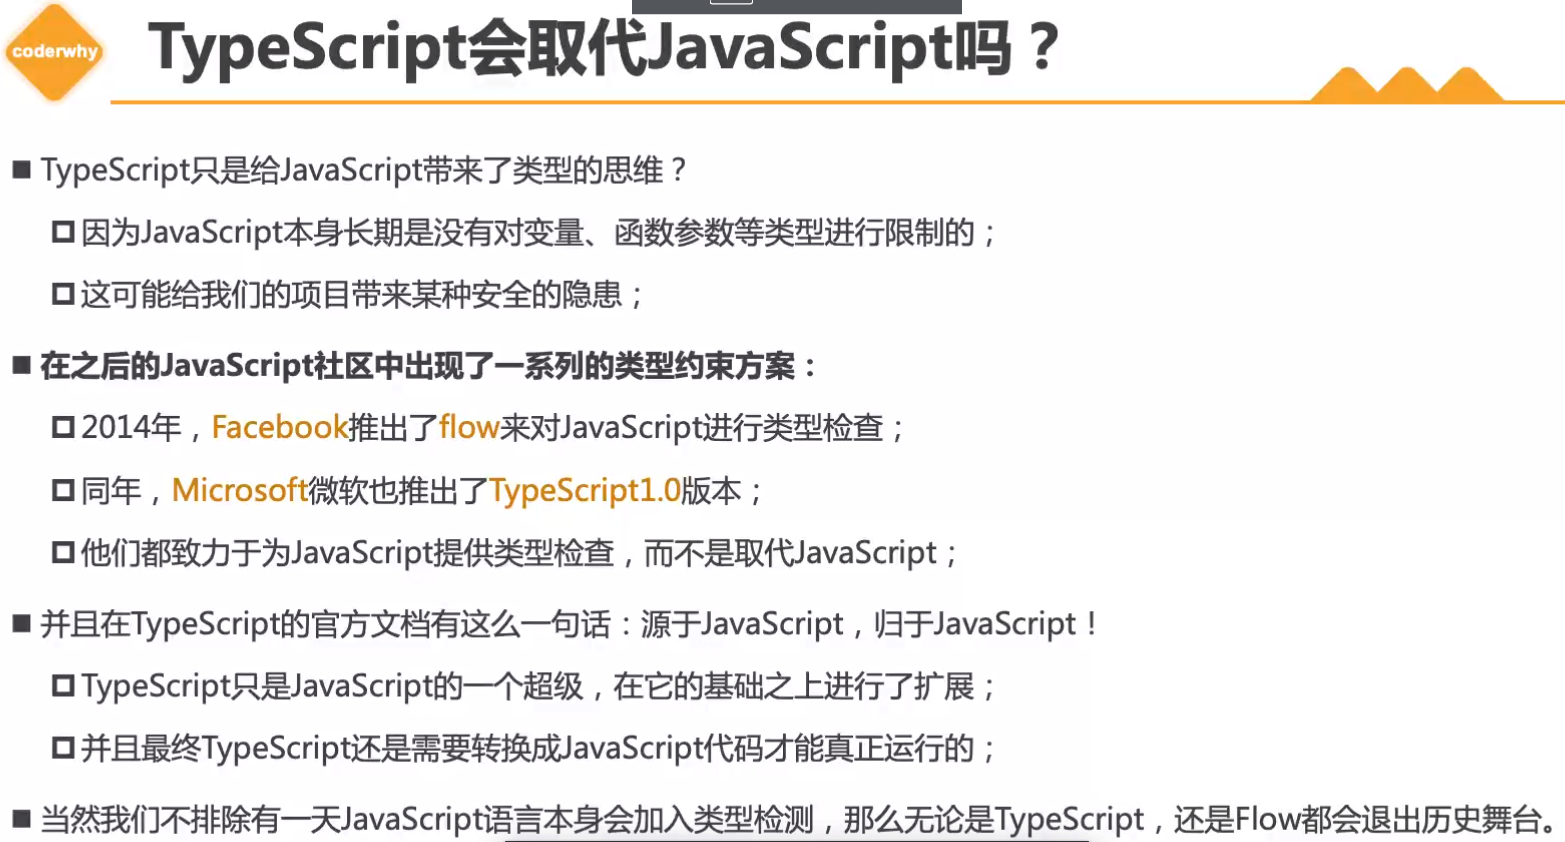 coderwhy
TypeScript会取代JavaScript吗？
TypeScript只是给JavaScript带来了类型的思维？
因为JavaScript本身长期是没有对变量、函数参数等类型进行限制的；
这可能给我们的项目带来某种安全的隐患；
在之后的JavaScript社区中出现了一系列的类型约束方案：
2014年，Facebook推出了flow来对JavaScript进行类型检查；
同年，Microsoft微软也推出了TypeScript1.0版本；
他们都致力于为JavaScript提供类型检查，而不是取代JavaScript；
并且在TypeScript的官方文档有这么一句话：源于JavaScript，归于JavaScript！
TypeScript只是JavaScript的一个超级，在它的基础之上进行了扩展；
并且最终TypeScript还是需要转换成JavaScript代码才能真正运行的；
当然我们不排除有一天JavaScript语言本身会加入类型检测，那么无论是TypeScript，还是Flow都会退出历史舞台。